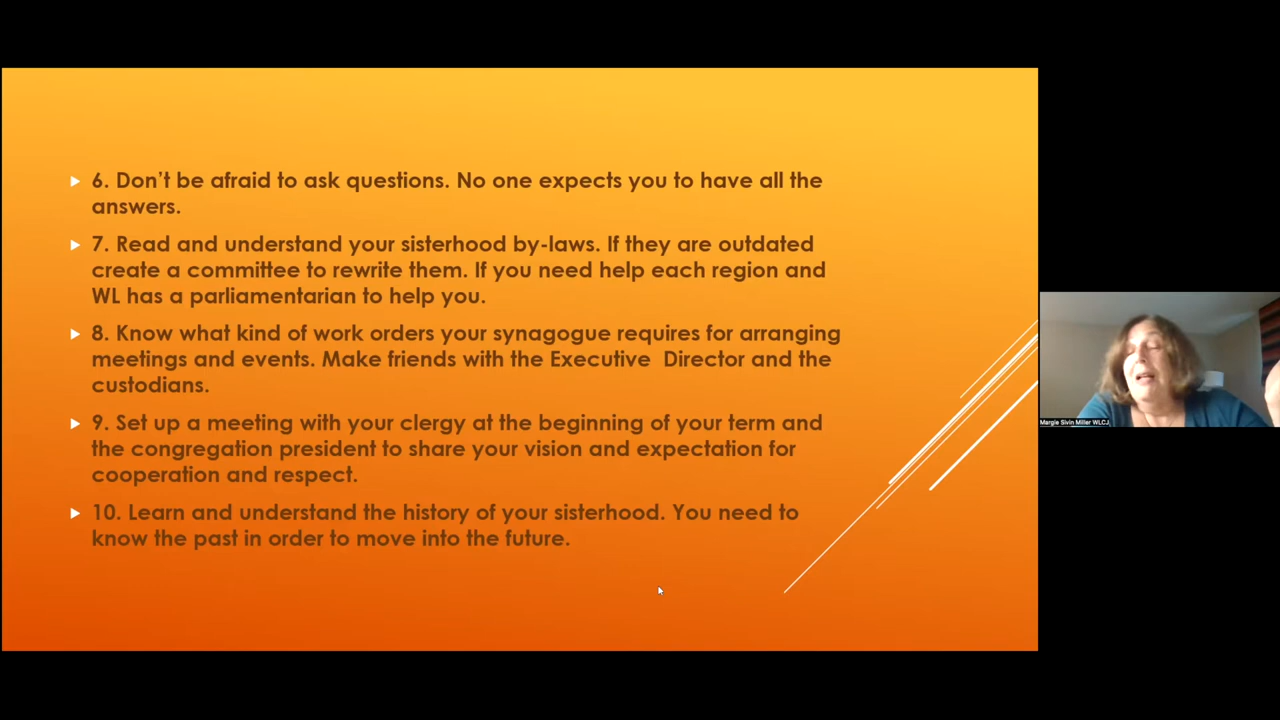 6. Don’t be afraid to ask questions. No one expects you to have all the
answers.
7. Read and understand your sisterhood by-laws. If they are outdated
create a committee to rewrite them. If you need help each region and
WL has a parliamentarian to help you.
8. Know what kind of work orders your synagogue requires for arranging
meetings and events. Make friends with the Executive  Director and the
custodians.
9. Set up a meeting with your clergy at the beginning of your term and
the congregation president to share your vision and expectation for
cooperation and respect.
10. Learn and understand the history of your sisterhood. You need to
know the past in order to move into the future.
Margie Sivin Miller WLCJ